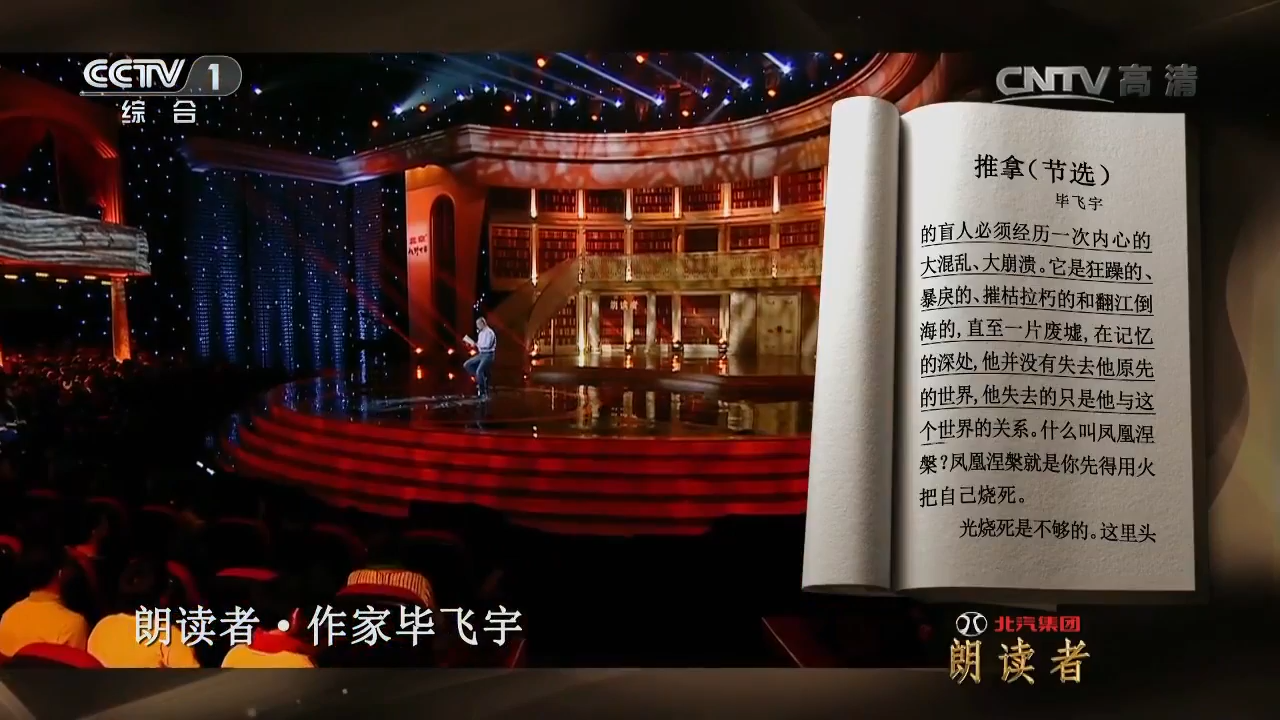 CCTV 1
综合
CNTV 高清
推拿(节选)
毕飞宇
的盲人必须经历一次内心的
大混乱、大崩溃。它是狂躁的、
暴戾的、摧枯拉朽的和翻江倒
海的,直至一片废墟,在记忆
的深处,他并没有失去他原先
的世界,他失去的只是他与这
个世界的关系。什么叫凤凰涅
槃?凤凰涅槃就是你先得用火
把自己烧死。
光烧死是不够的。这里头
朗读者
朗读者·作家毕飞宇
北汽集团
朗读者